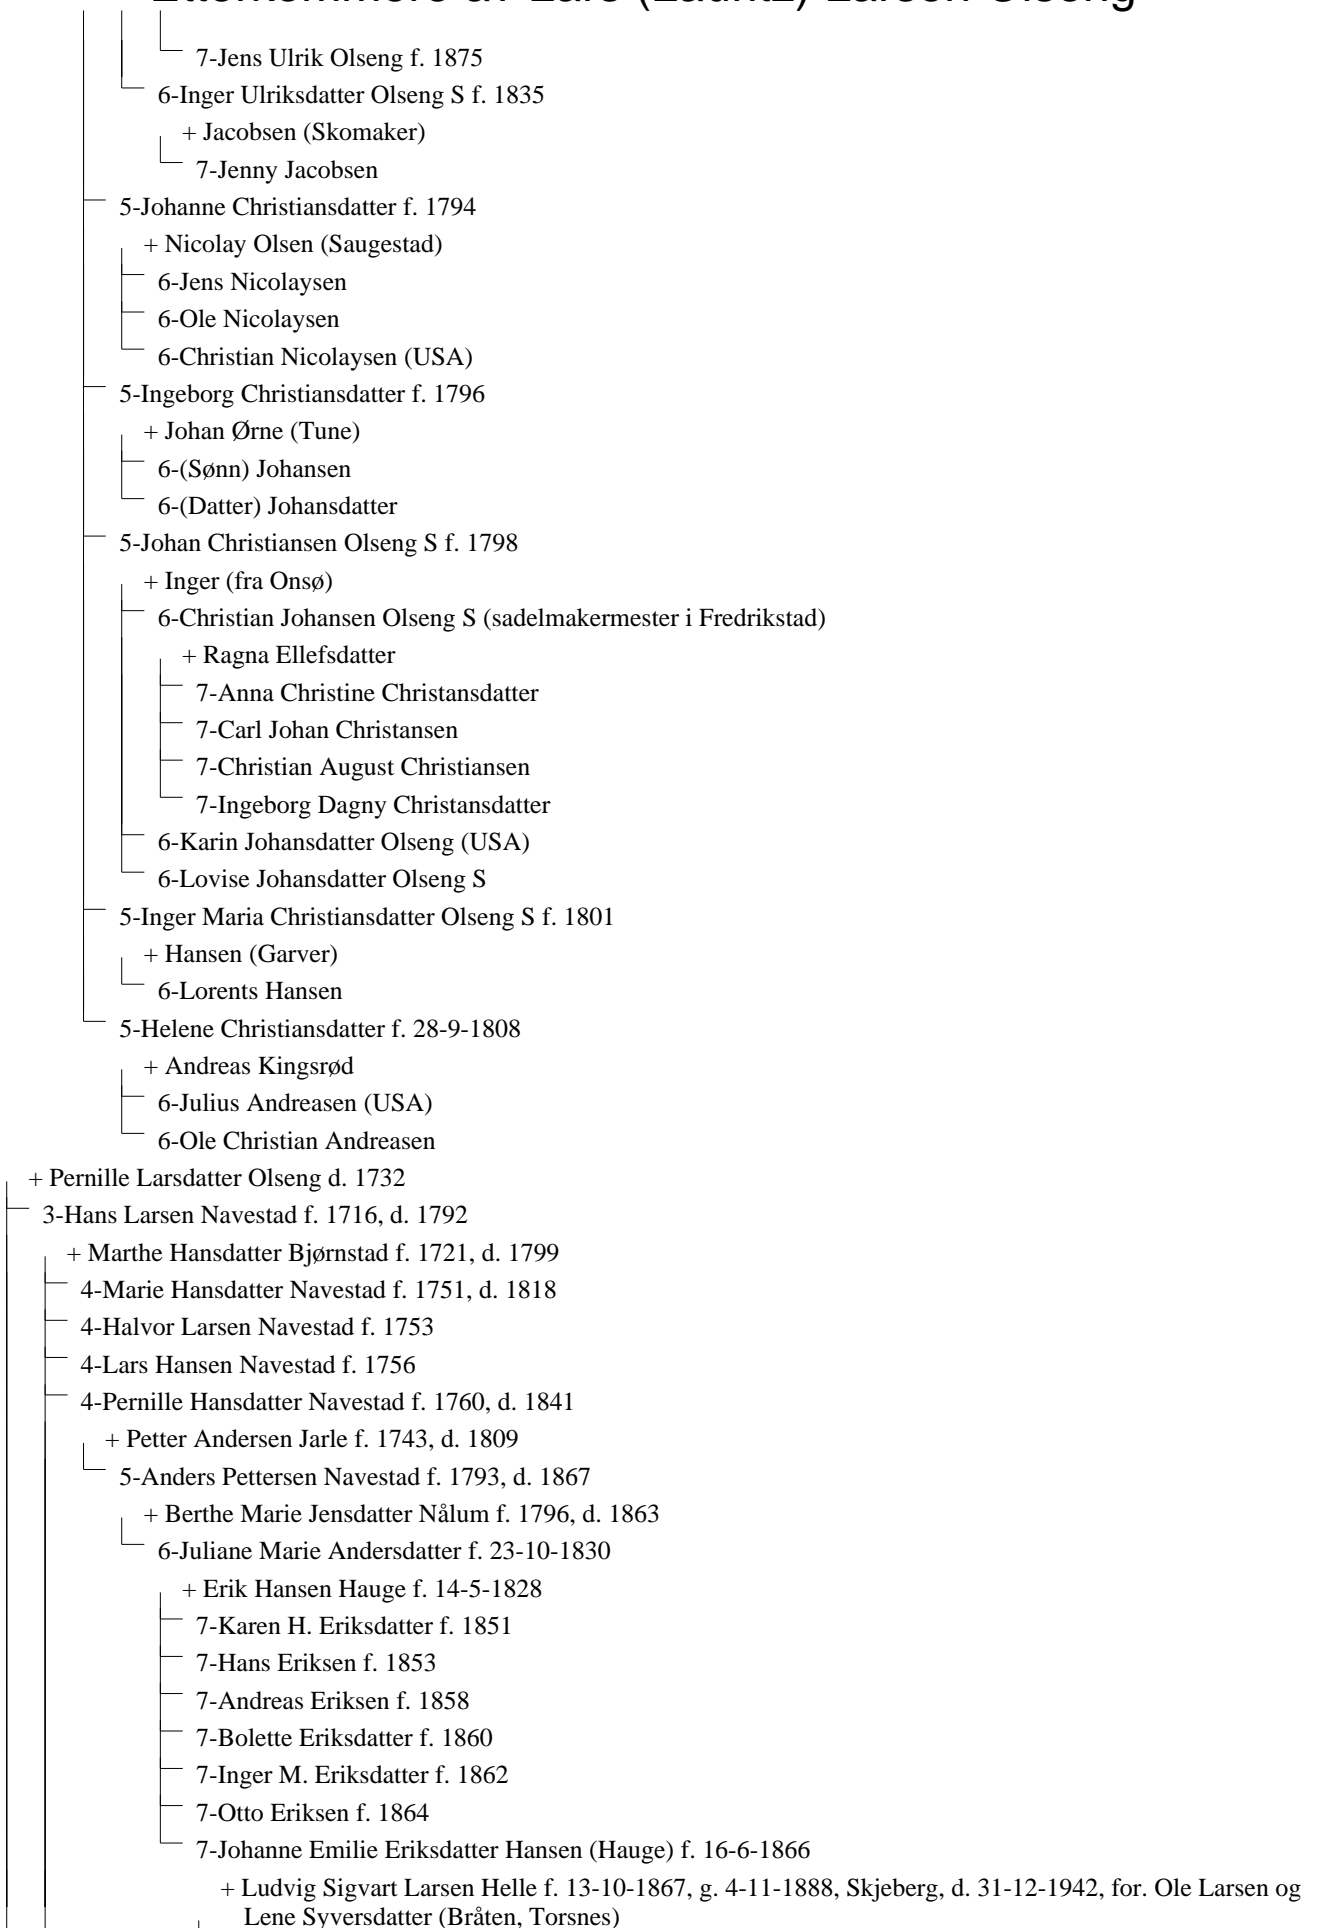 Etterkommere av Lars (Lauritz) Larsen Olseng
7-Jens Ulrik Olseng f. 1875
6-Inger Ulriksdatter Olseng S f. 1835
+ Jacobsen (Skomaker)
7-Jenny Jacobsen
5-Johanne Christiansdatter f. 1794
+ Nicolay Olsen (Saugestad)
6-Jens Nicolaysen
6-Ole Nicolaysen
6-Christian Nicolaysen (USA)
5-Ingeborg Christiansdatter f. 1796
+ Johan Ørne (Tune)
6-(Sønn) Johansen
6-(Datter) Johansdatter
5-Johan Christiansen Olseng S f. 1798
+ Inger (fra Onsø)
6-Christian Johansen Olseng S (sadelmakermester i Fredrikstad)
+ Ragna Ellefsdatter
7-Anna Christine Christansdatter
7-Carl Johan Christansen
7-Christian August Christiansen
7-Ingeborg Dagny Christansdatter
6-Karin Johansdatter Olseng (USA)
6-Lovise Johansdatter Olseng S
5-Inger Maria Christiansdatter Olseng S f. 1801
+ Hansen (Garver)
6-Lorents Hansen
5-Helene Christiansdatter f. 28-9-1808
+ Andreas Kingsrød
6-Julius Andreasen (USA)
6-Ole Christian Andreasen
+ Pernille Larsdatter Olseng d. 1732
3-Hans Larsen Navestad f. 1716, d. 1792
+ Marthe Hansdatter Bjørnstad f. 1721, d. 1799
4-Marie Hansdatter Navestad f. 1751, d. 1818
4-Halvor Larsen Navestad f. 1753
4-Lars Hansen Navestad f. 1756
4-Pernille Hansdatter Navestad f. 1760, d. 1841
+ Petter Andersen Jarle f. 1743, d. 1809
5-Anders Pettersen Navestad f. 1793, d. 1867
+ Berthe Marie Jensdatter Nålum f. 1796, d. 1863
6-Juliane Marie Andersdatter f. 23-10-1830
+ Erik Hansen Hauge f. 14-5-1828
7-Karen H. Eriksdatter f. 1851
7-Hans Eriksen f. 1853
7-Andreas Eriksen f. 1858
7-Bolette Eriksdatter f. 1860
7-Inger M. Eriksdatter f. 1862
7-Otto Eriksen f. 1864
7-Johanne Emilie Eriksdatter Hansen (Hauge) f. 16-6-1866
+ Ludvig Sigvart Larsen Helle f. 13-10-1867, g. 4-11-1888, Skjeberg, d. 31-12-1942, for. Ole Larsen og
Lene Syversdatter (Bråten, Torsnes)